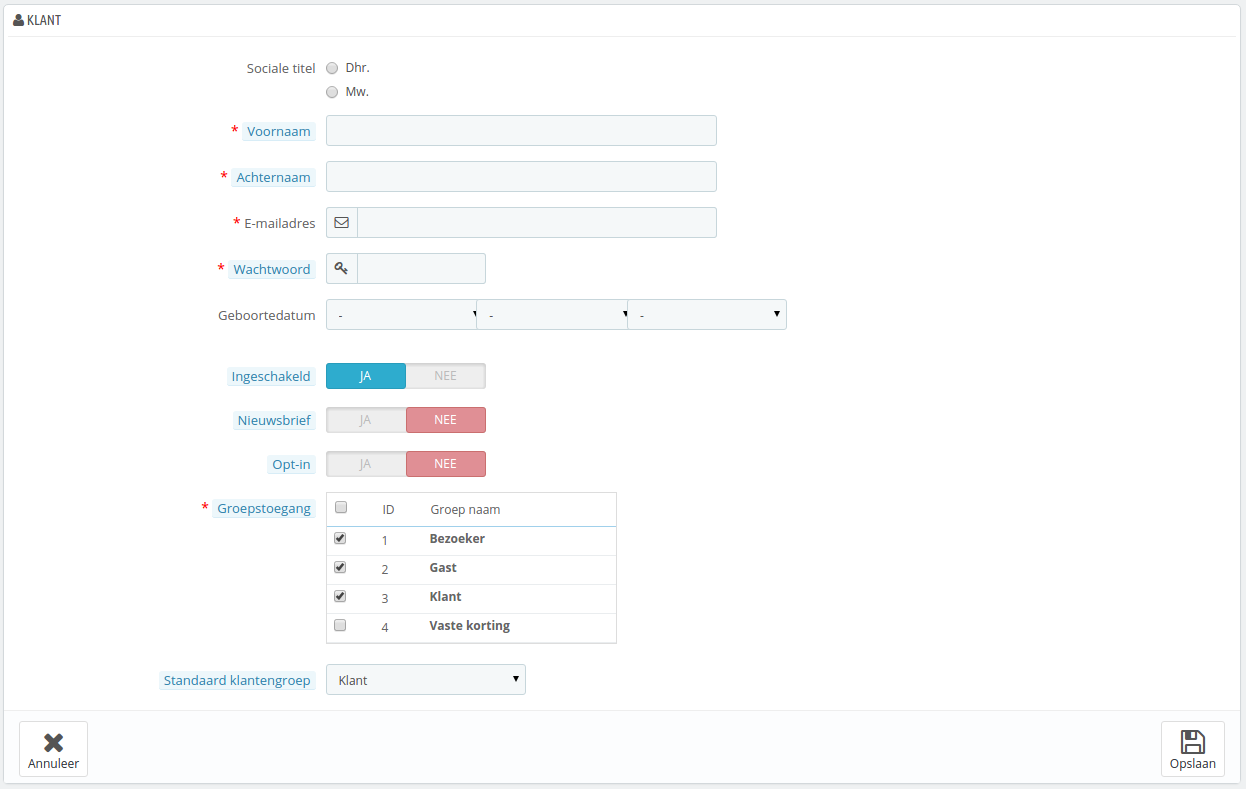 KLANT
Sociale titel Dhr.
Mw.
* Voornaam
* Achternaam
* E-mailadres
* Wachtwoord
Geboortedatum - - -
Ingeschakeld JA NEE
Nieuwsbrief JA NEE
Opt-in JA NEE
* Groepstoegang ID Groep naam
1 Bezoeker
2 Gast
3 Klant
4 Vaste korting
Standaard klantengroep Klant
Annuleer Opslaan